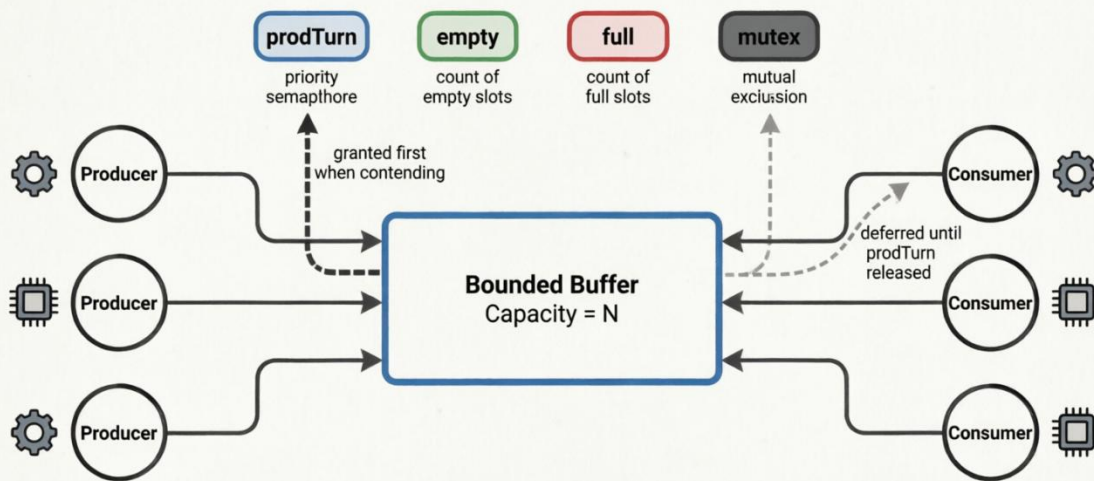 prodTurn
empty
full
mutex
priority
semapthore
count of
empty slots
count of
full slots
mutual
exclusion
granted first
when contending
Producer
Producer
Producer
Bounded Buffer
Capacity = N
deferred until
prodTurn
released
Consumer
Consumer
Consumer